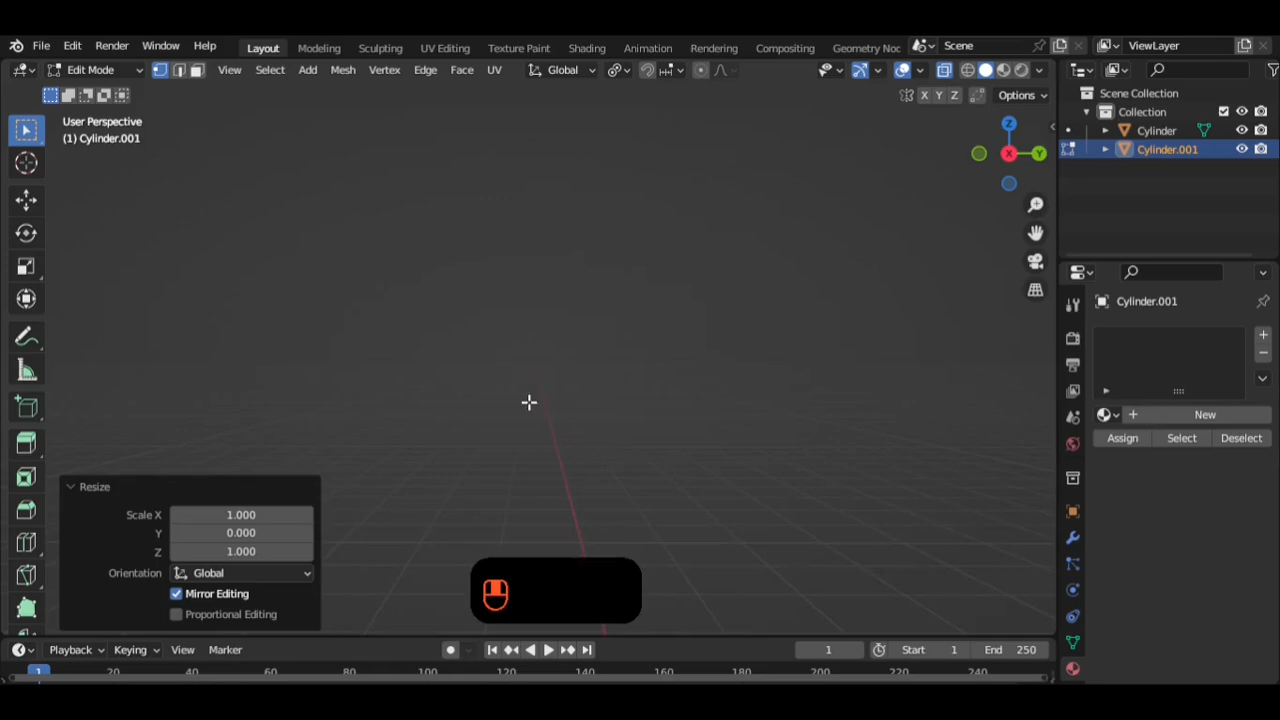 File Edit Render Window Help Layout Modeling Sculpting UV Editing Texture Paint Shading Animation Rendering Compositing Geometry Noc Scene ViewLayer
Edit Mode View Select Add Mesh Vertex Edge Face UV Global
X Y Z Options
Scene Collection
Collection
Cylinder
Cylinder.001
User Perspective
(1) Cylinder.001
Z
X
Y
Cylinder.001
New
Assign Select Deselect
Resize
Scale X 1.000
Y 0.000
Z 1.000
Orientation Global
Mirror Editing
Proportional Editing
Playback Keying View Marker 1 Start 1 End 250
1 20 40 60 80 100 120 140 160 180 200 220 240